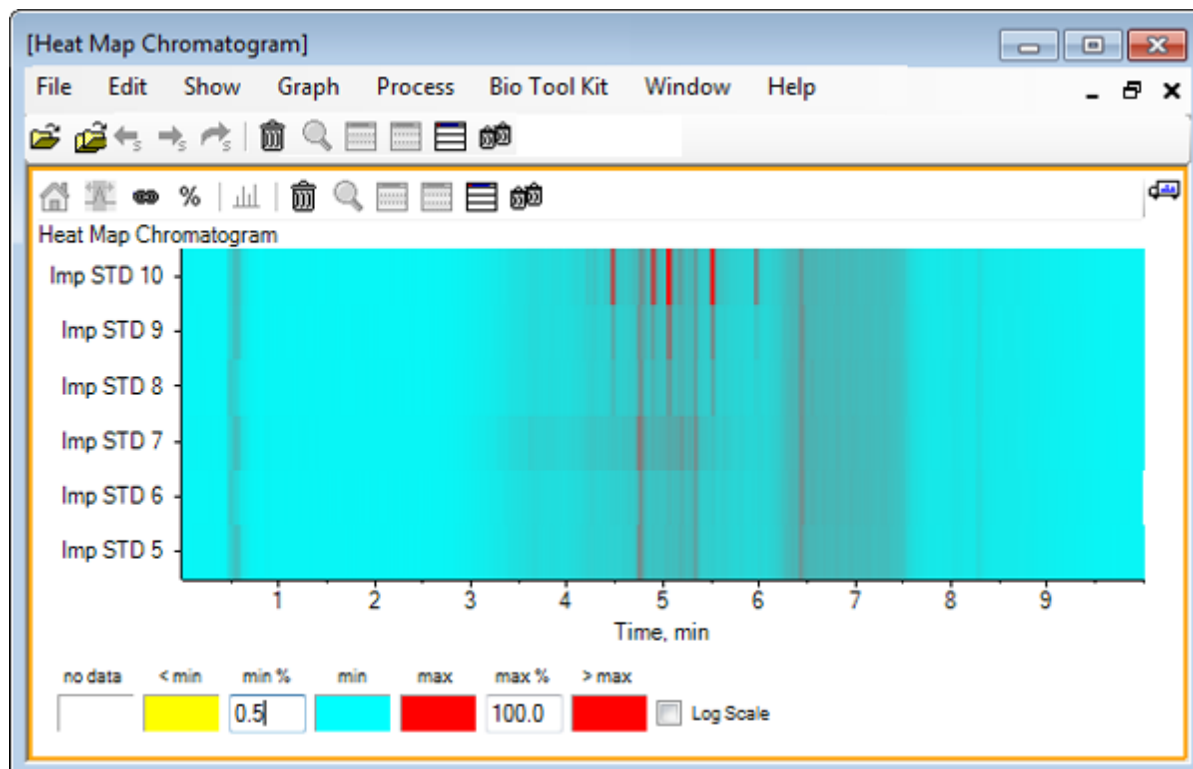 [Heat Map Chromatogram]
File Edit Show Graph Process Bio Tool Kit Window Help
S S S
%
Heat Map Chromatogram
Imp STD 10
Imp STD 9
Imp STD 8
Imp STD 7
Imp STD 6
Imp STD 5
1 2 3 4 5 6 7 8 9
Time, min
no data < min min % min max max % > max
0.5 100.0 Log Scale